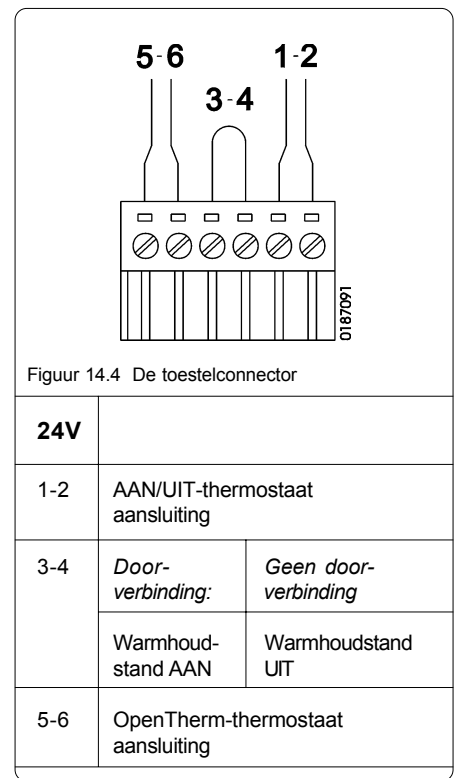 5-6 1-2
3-4
0187091
Figuur 14.4 De toestelconnector
24V
1-2 AAN/UIT-thermostaat
aansluiting
3-4 Door- Geen door-
verbinding: verbinding
Warmhoud- Warmhoudstand
stand AAN UIT
5-6 OpenTherm-thermostaat
aansluiting